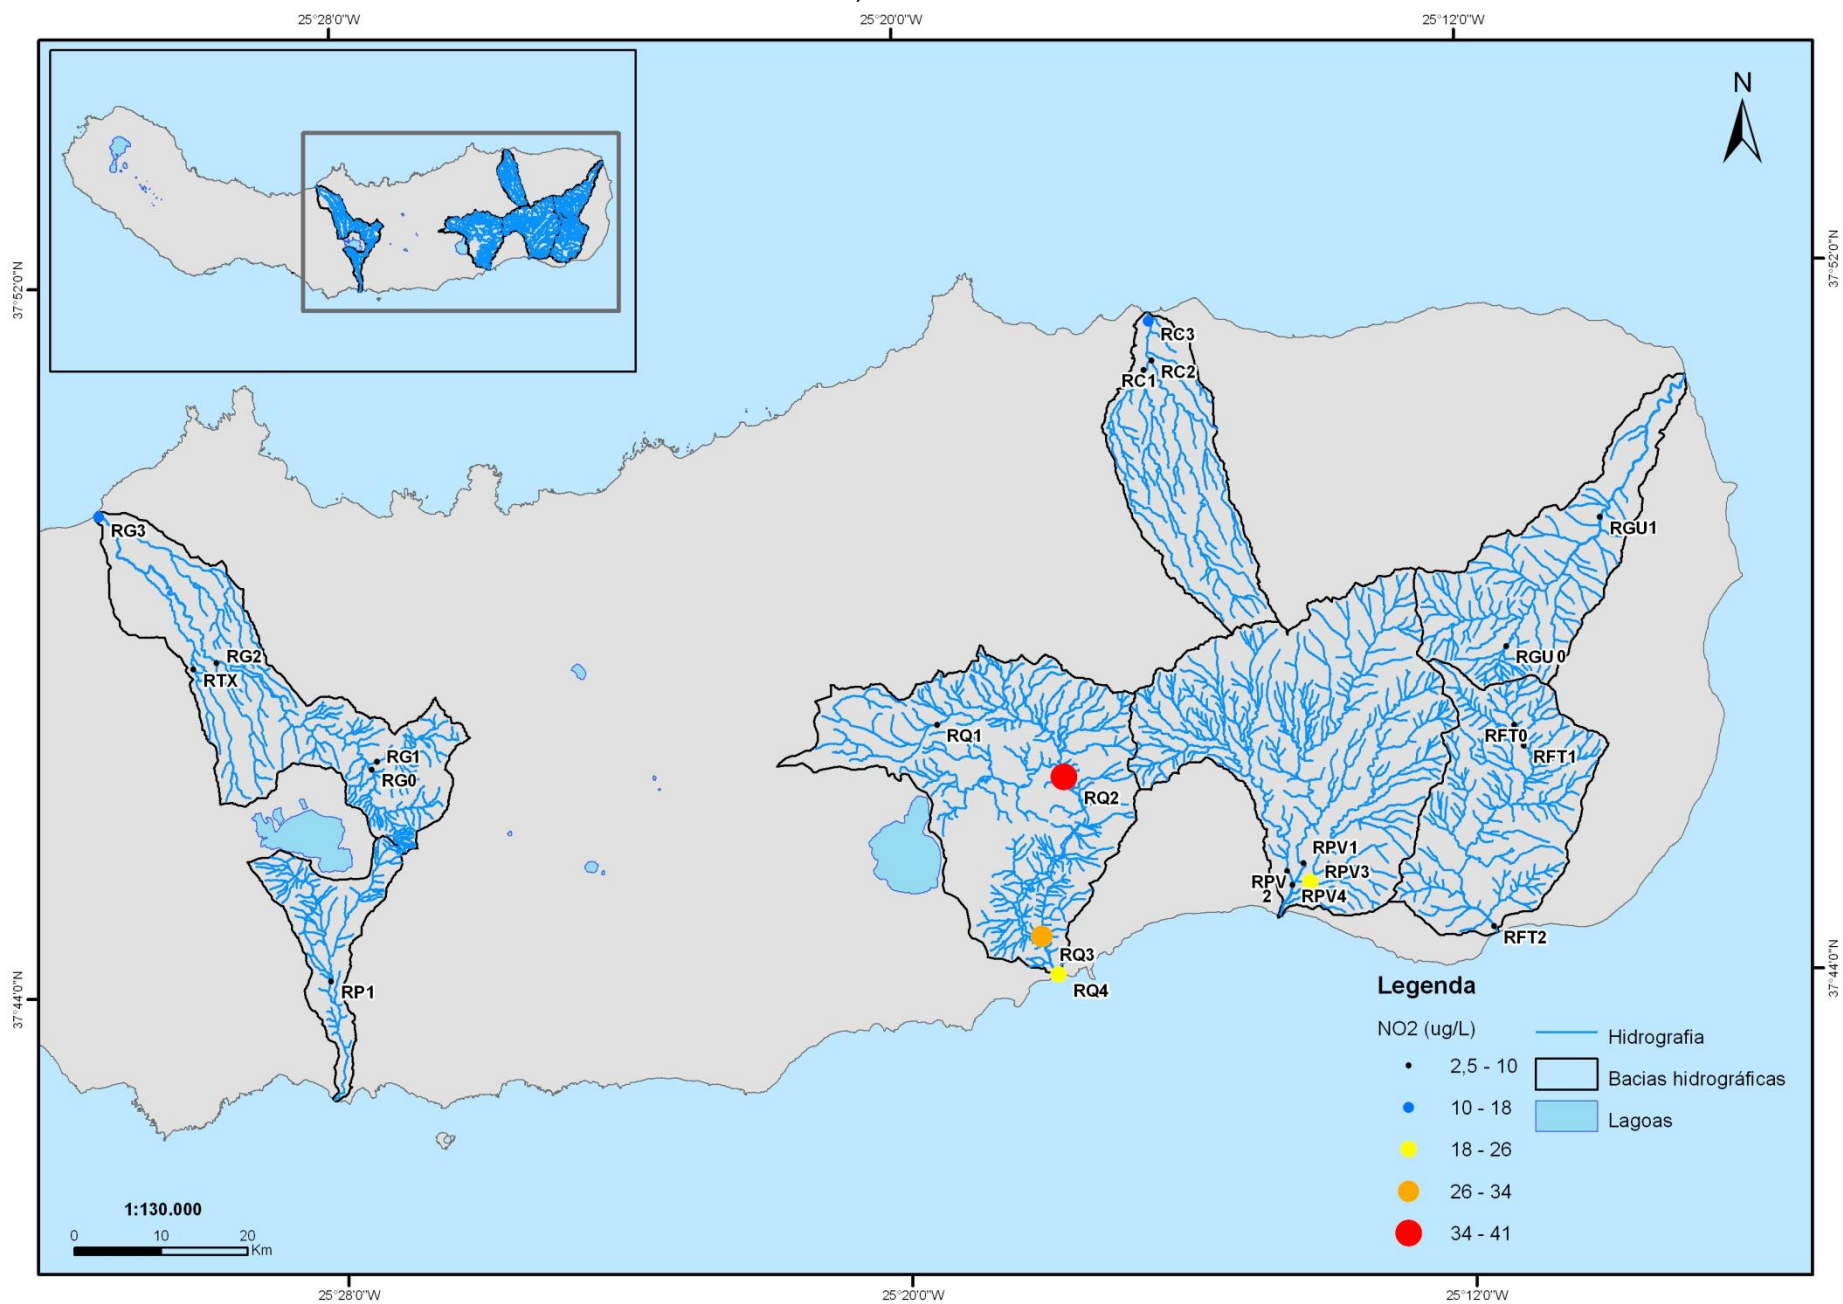 25°28'0"W
25°20'0"W
25°12'0"W
N
37°52'0"N
37°52'0"N
RC3
RC2
RC1
RG3
RGU1
RG2
RTX
RGU 0
RQ1
RFT0
RFT1
RG1
RG0
RQ2
RPV1
RPV3
RPV
2
RPV4
RFT2
RQ3
RQ4
RP1
37°44'0"N
37°44'0"N
Legenda
NO2 (ug/L)
2,5 - 10
10 - 18
18 - 26
26 - 34
34 - 41
Hidrografia
Bacias hidrográficas
Lagoas
1:130.000
0 10 20
Km
25°28'0"W
25°20'0"W
25°12'0"W